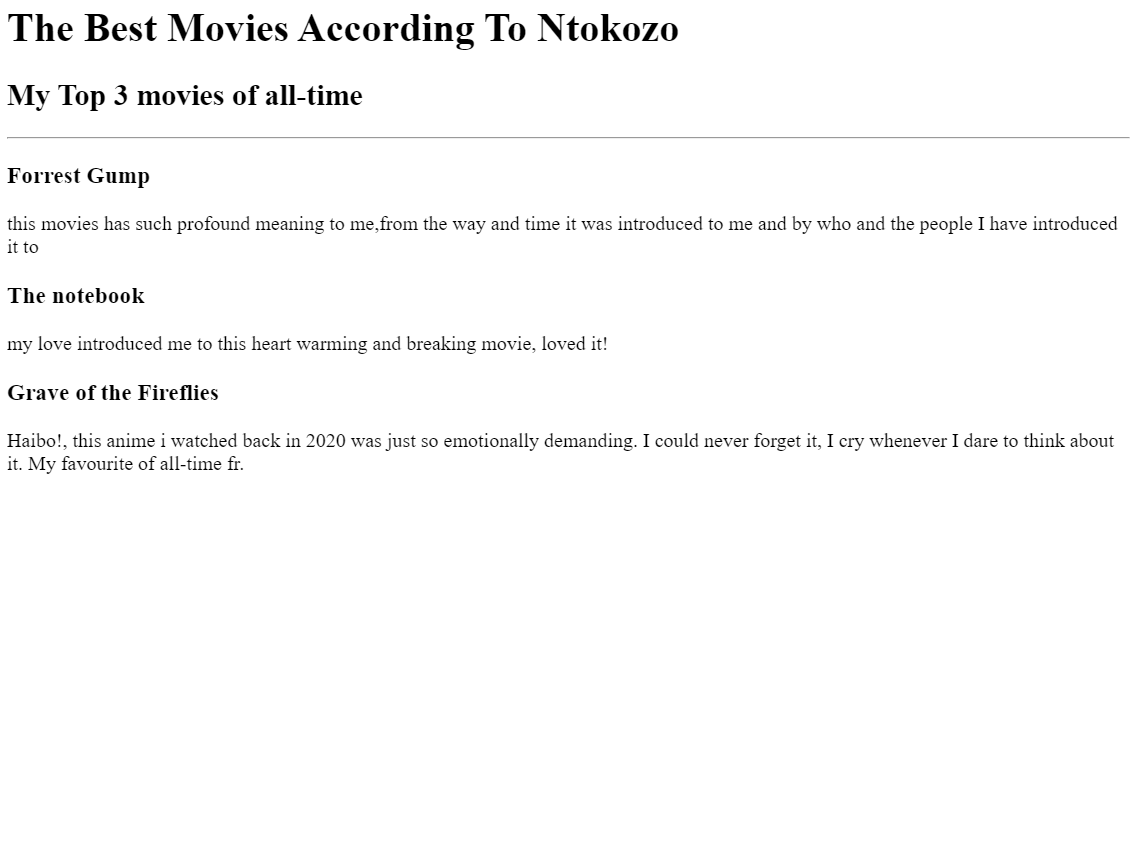 The Best Movies According To Ntokozo
My Top 3 movies of all-time
Forrest Gump
this movies has such profound meaning to me,from the way and time it was introduced to me and by who and the people I have introduced
it to
The notebook
my love introduced me to this heart warming and breaking movie, loved it!
Grave of the Fireflies
Haibo!, this anime i watched back in 2020 was just so emotionally demanding. I could never forget it, I cry whenever I dare to think about
it. My favourite of all-time fr.